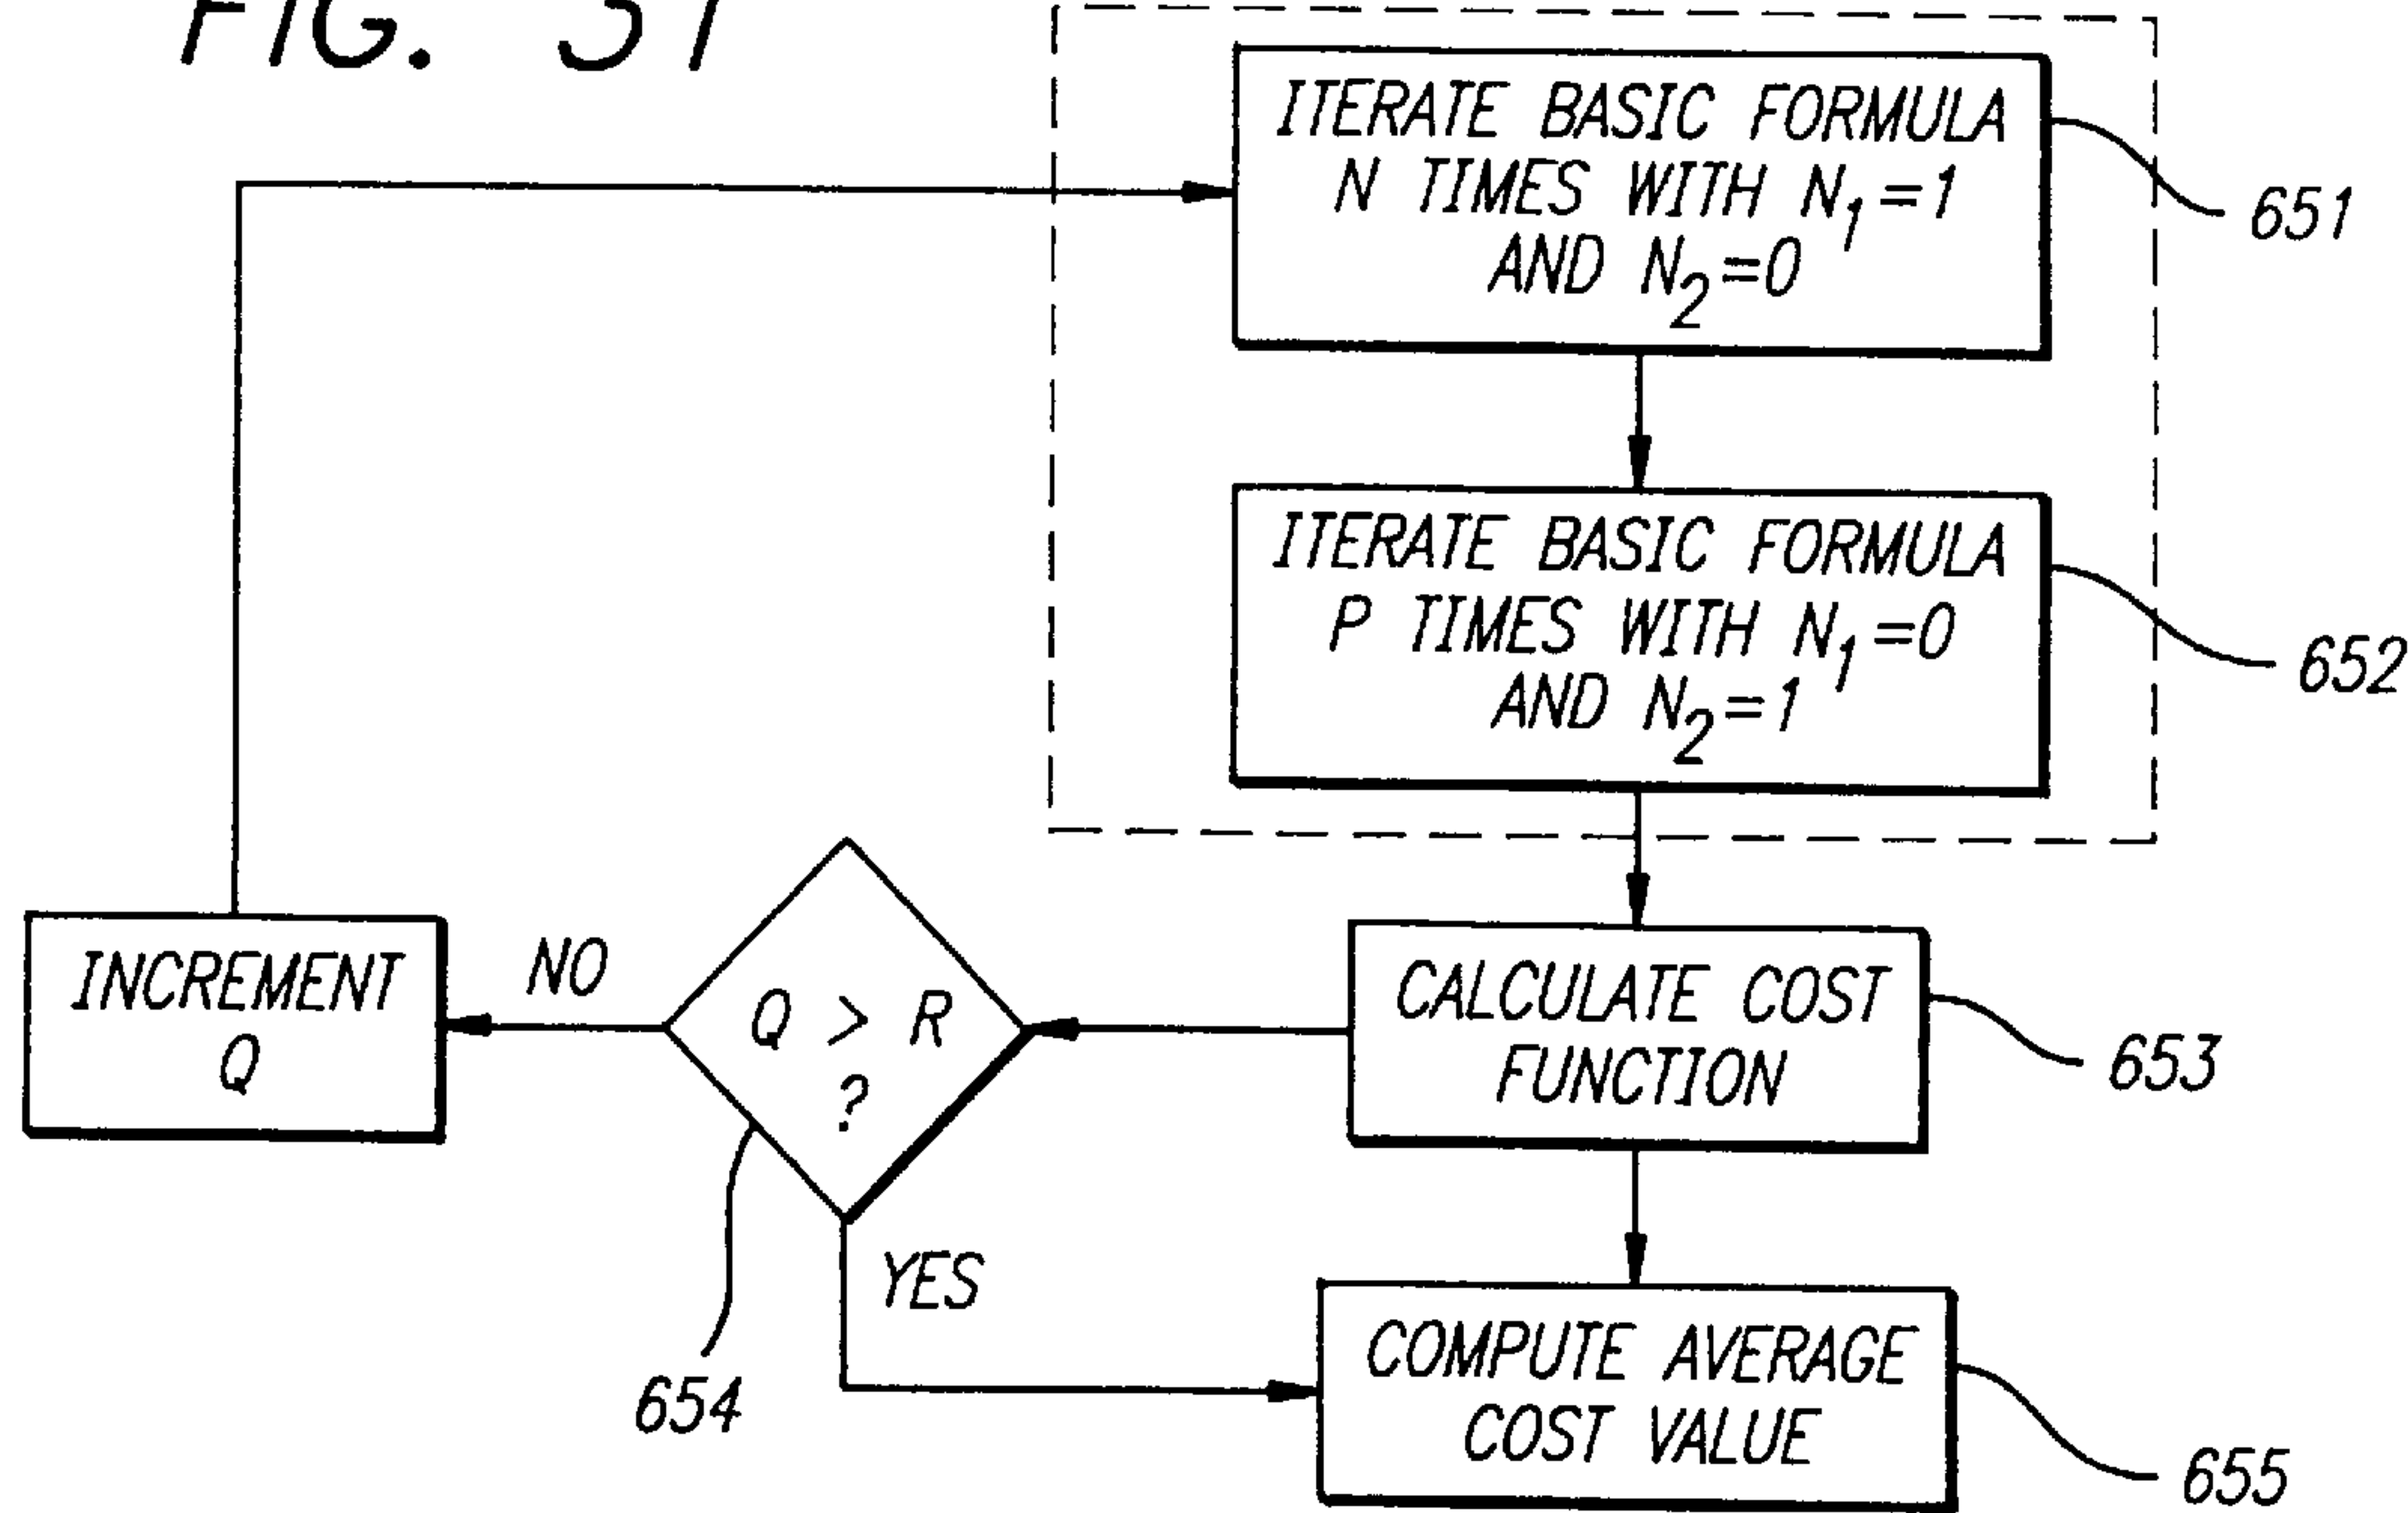 FIG. 31
ITERATE BASIC FORMULA
N TIMES WITH N₁=1
AND N₂=0
651
ITERATE BASIC FORMULA
P TIMES WITH N₁=0
AND N₂=1
652
INCREMENT
Q
NO
Q > R
?
CALCULATE COST
FUNCTION
653
YES
654
COMPUTE AVERAGE
COST VALUE
655